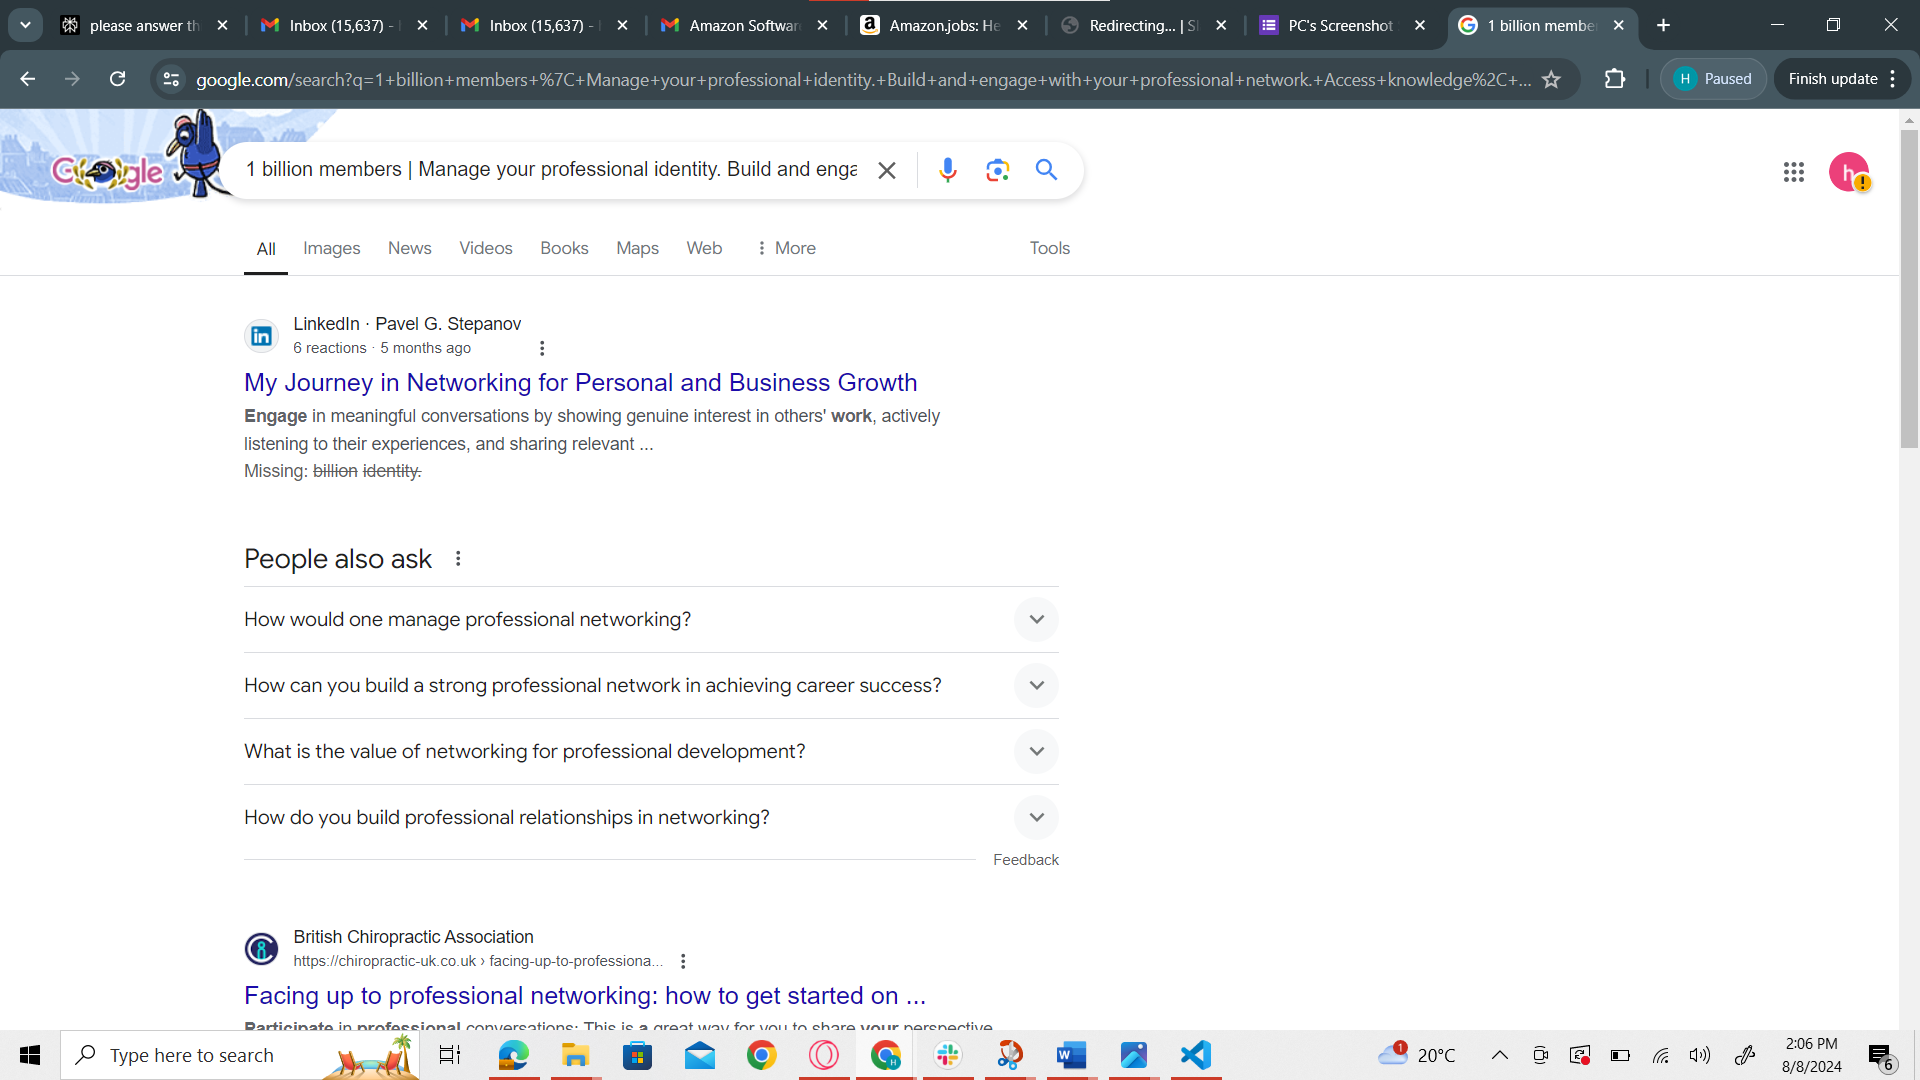 please answer th
Inbox (15,637) -
Inbox (15,637) -
Amazon Softwar
Amazon.jobs: He
Redirecting... | Sl
PC's Screenshot
1 billion membe
google.com/search?q=1+billion+members+%7C+Manage+your+professional+identity.+Build+and+engage+with+your+professional+network.+Access+knowledge%2C+...
H Paused
Finish update
Google
1 billion members | Manage your professional identity. Build and enga
h
All Images News Videos Books Maps Web More Tools
LinkedIn · Pavel G. Stepanov
6 reactions · 5 months ago
My Journey in Networking for Personal and Business Growth
Engage in meaningful conversations by showing genuine interest in others' work, actively
listening to their experiences, and sharing relevant ...
Missing: billion identity.
People also ask
How would one manage professional networking?
How can you build a strong professional network in achieving career success?
What is the value of networking for professional development?
How do you build professional relationships in networking?
Feedback
British Chiropractic Association
https://chiropractic-uk.co.uk › facing-up-to-professiona...
Facing up to professional networking: how to get started on ...
Participate in professional conversations: This is a great way for you to share your perspective
Type here to search
1
20°C
2:06 PM
8/8/2024
6